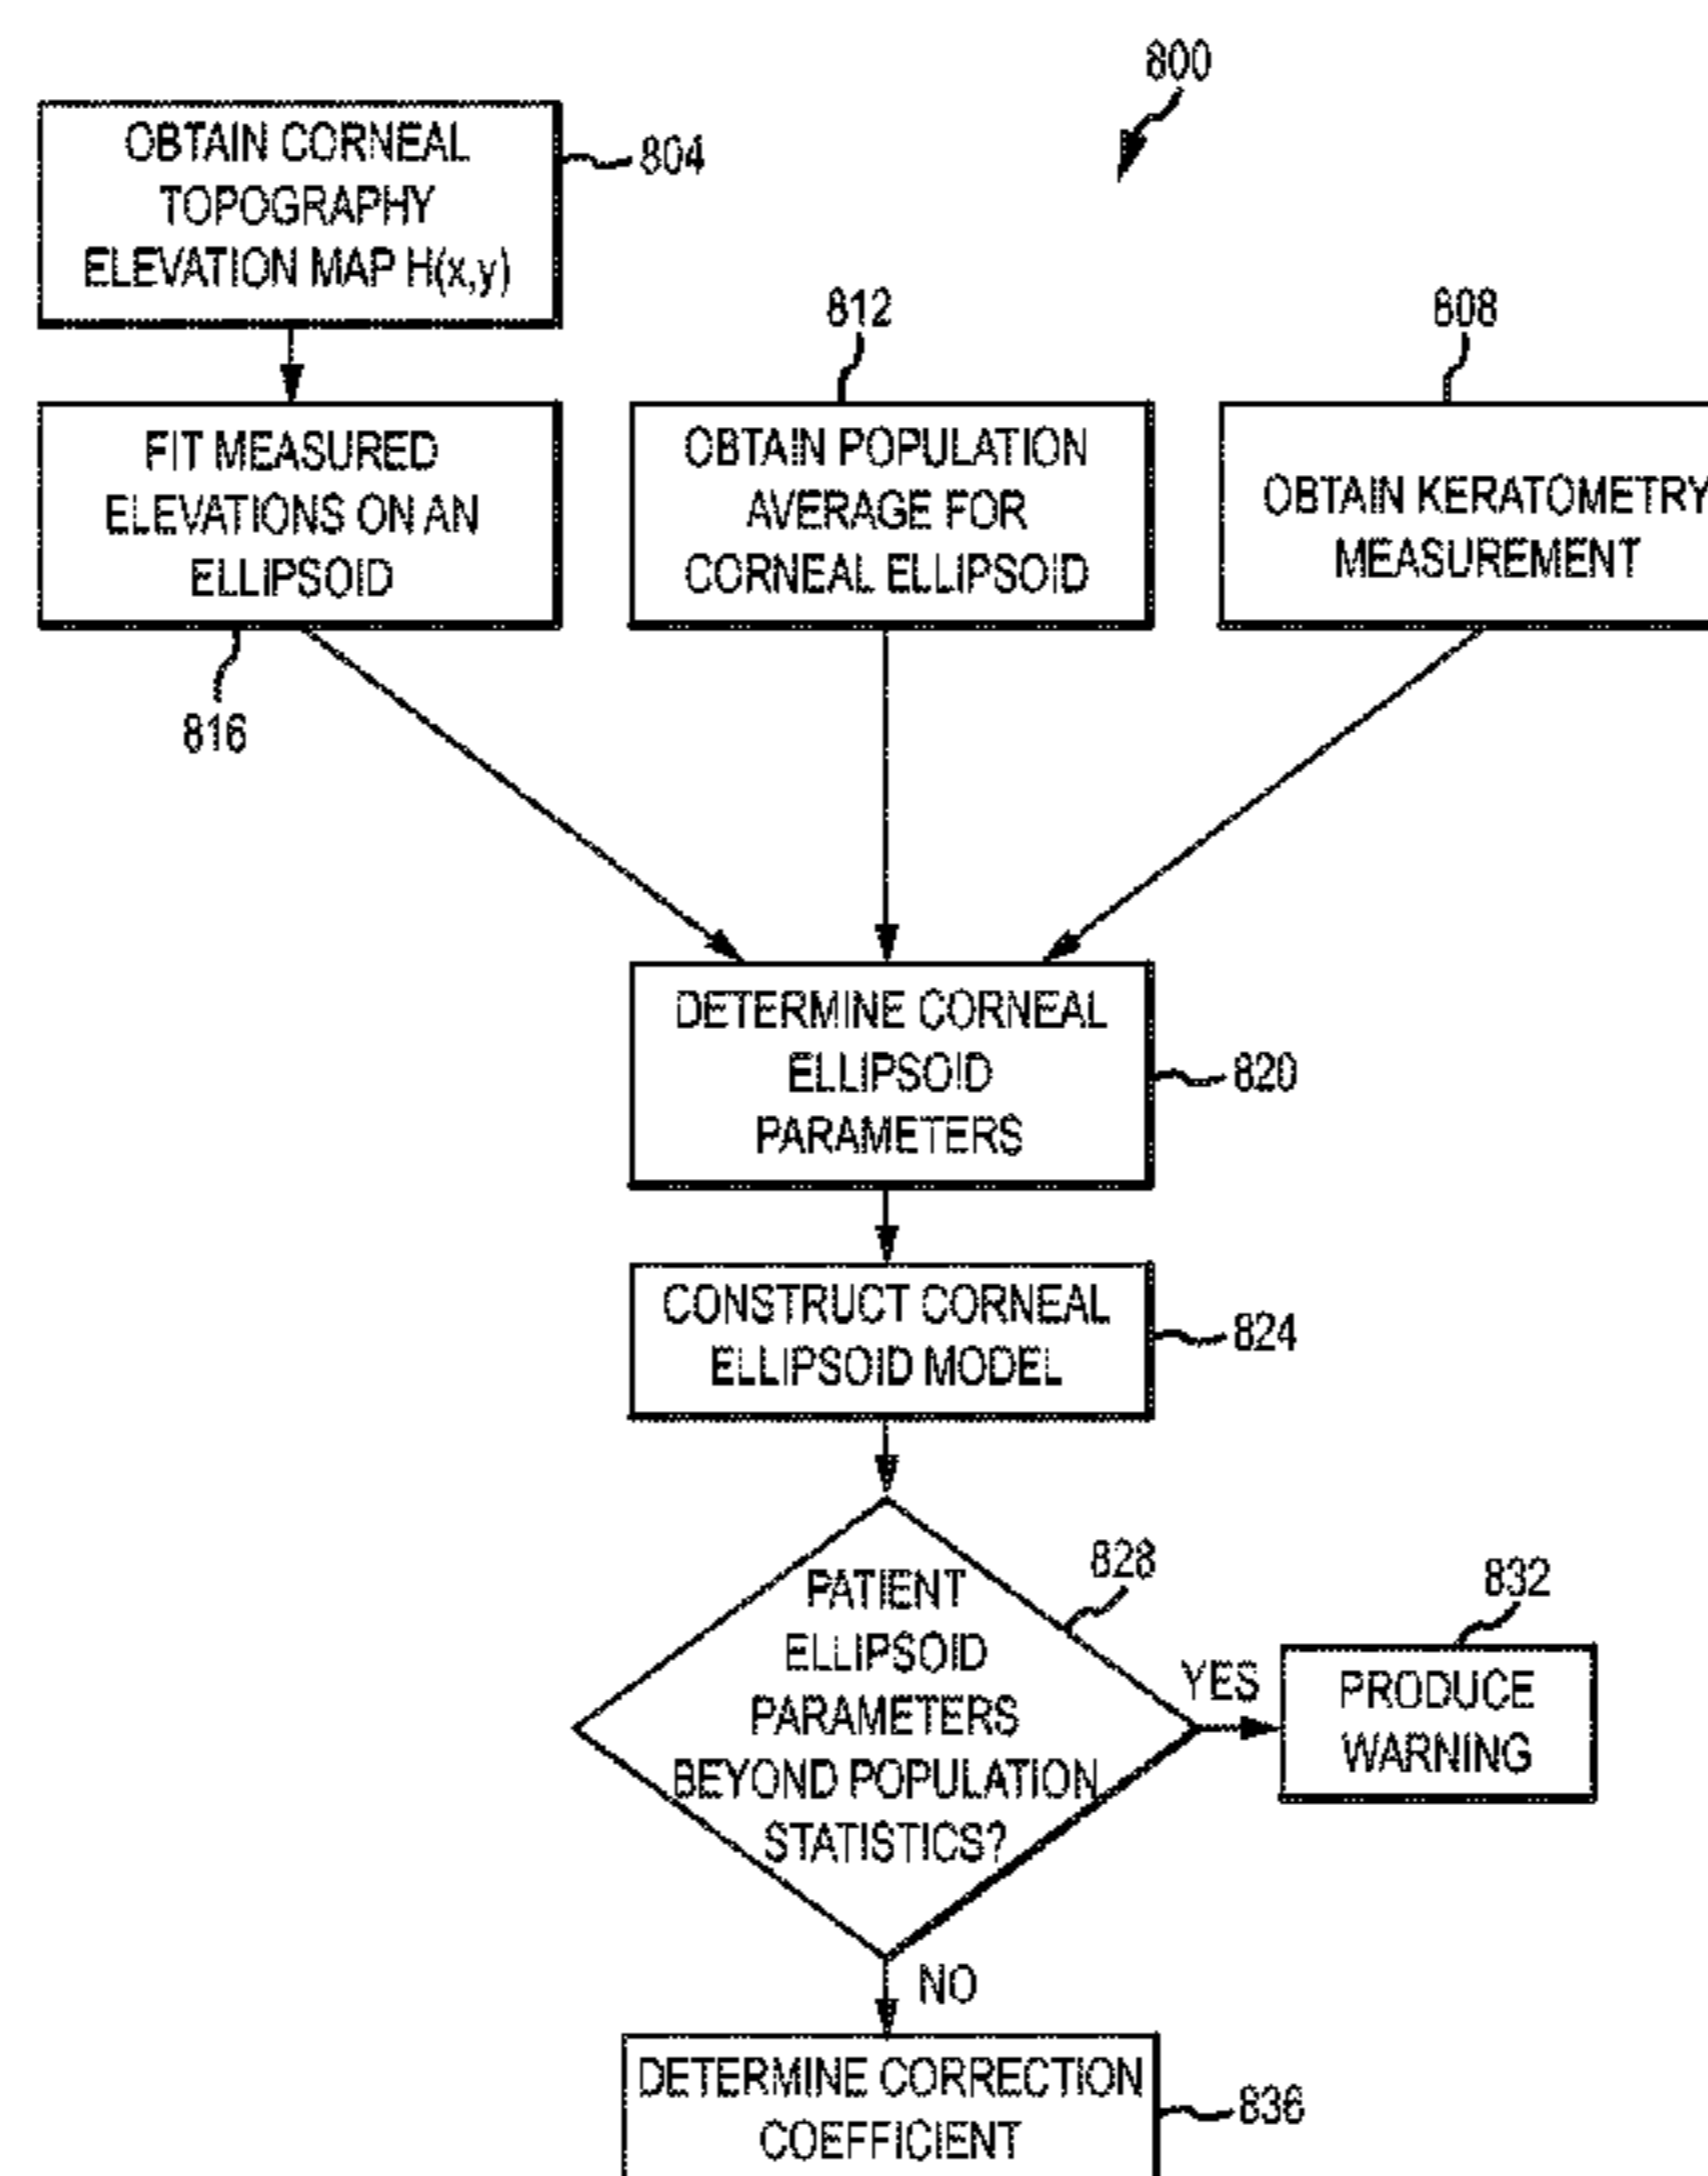 800
OBTAIN CORNEAL
TOPOGRAPHY
ELEVATION MAP H(x,y)
804
812
808
FIT MEASURED
ELEVATIONS ON AN
ELLIPSOID
816
OBTAIN POPULATION
AVERAGE FOR
CORNEAL ELLIPSOID
OBTAIN KERATOMETRY
MEASUREMENT
DETERMINE CORNEAL
ELLIPSOID
PARAMETERS
820
CONSTRUCT CORNEAL
ELLIPSOID MODEL
824
PATIENT
ELLIPSOID
PARAMETERS
BEYOND POPULATION
STATISTICS?
828
YES
832
PRODUCE
WARNING
NO
DETERMINE CORRECTION
COEFFICIENT
836